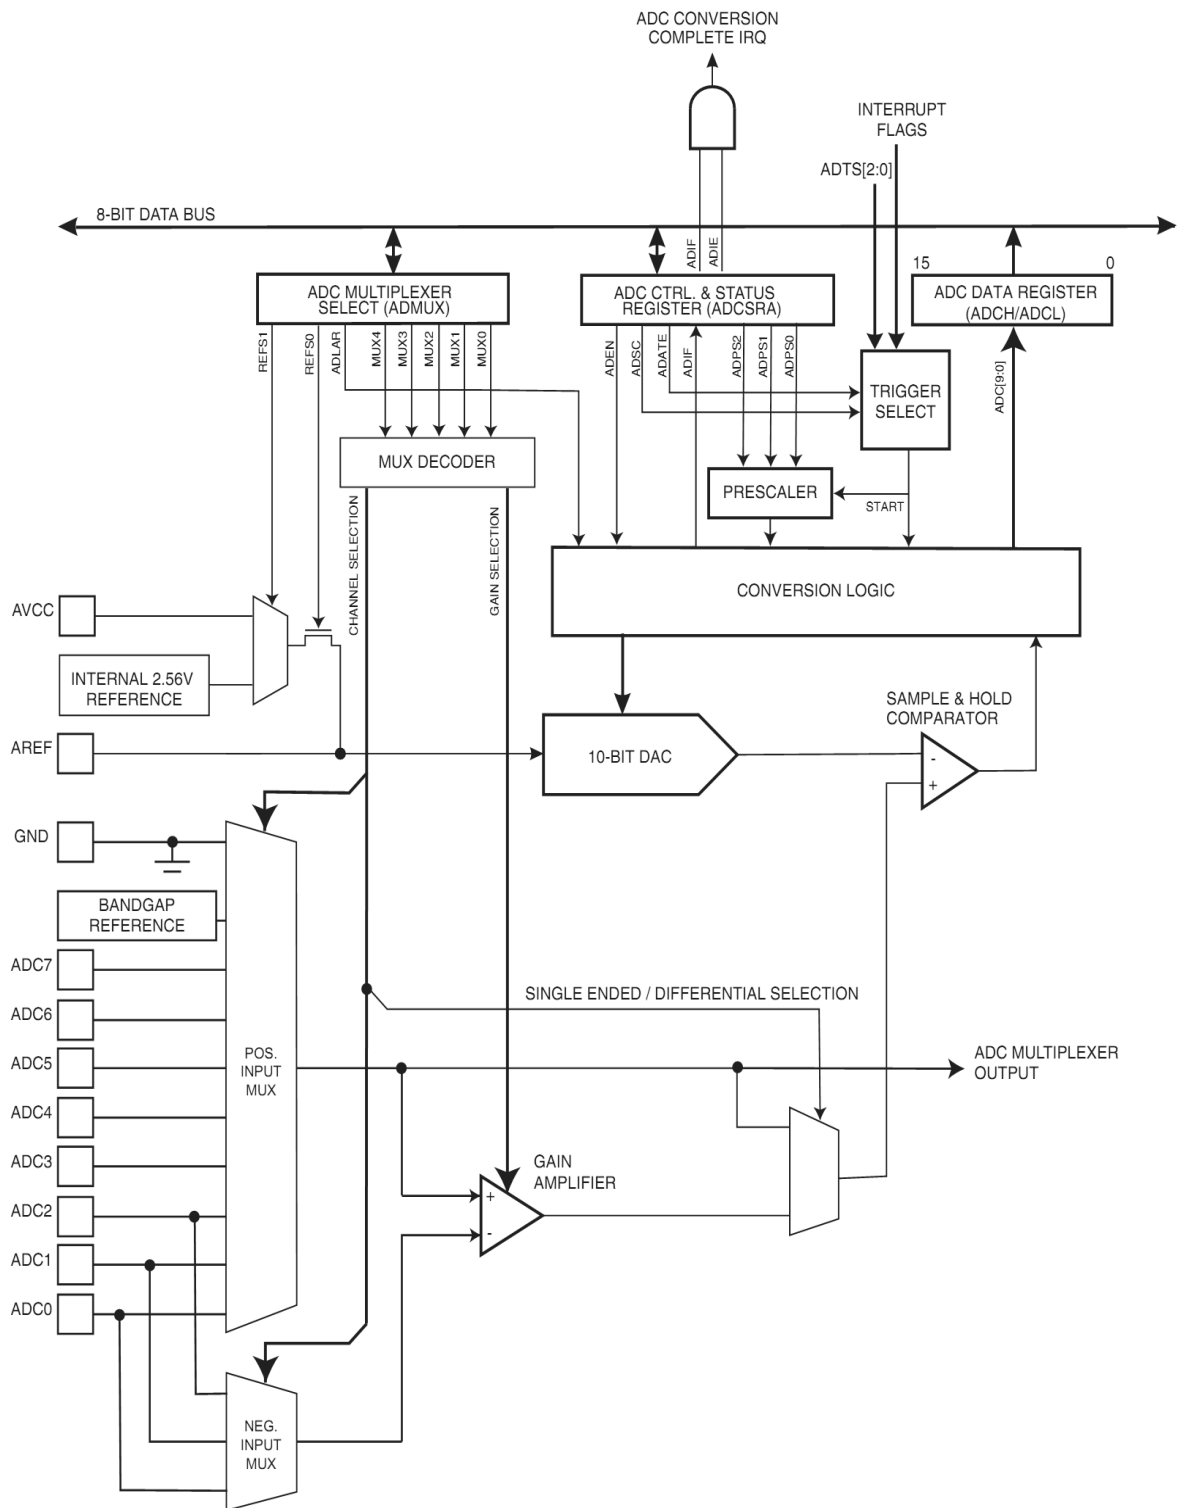 ADC CONVERSION
COMPLETE IRQ
INTERRUPT
FLAGS
ADTS[2:0]
8-BIT DATA BUS
ADIF
ADIE
15
0
ADC MULTIPLEXER
SELECT (ADMUX)
ADC CTRL. & STATUS
REGISTER (ADCSRA)
ADC DATA REGISTER
(ADCH/ADCL)
REFS1
REFS0
ADLAR
MUX4
MUX3
MUX2
MUX1
MUX0
ADEN
ADSC
ADATE
ADIF
ADPS2
ADPS1
ADPS0
TRIGGER
SELECT
ADC[9:0]
MUX DECODER
PRESCALER
START
CHANNEL SELECTION
GAIN SELECTION
CONVERSION LOGIC
AVCC
INTERNAL 2.56V
REFERENCE
AREF
10-BIT DAC
SAMPLE & HOLD
COMPARATOR
-
+
GND
BANDGAP
REFERENCE
ADC7
ADC6
ADC5
ADC4
ADC3
ADC2
ADC1
ADC0
POS.
INPUT
MUX
SINGLE ENDED / DIFFERENTIAL SELECTION
ADC MULTIPLEXER
OUTPUT
GAIN
AMPLIFIER
+
-
NEG.
INPUT
MUX